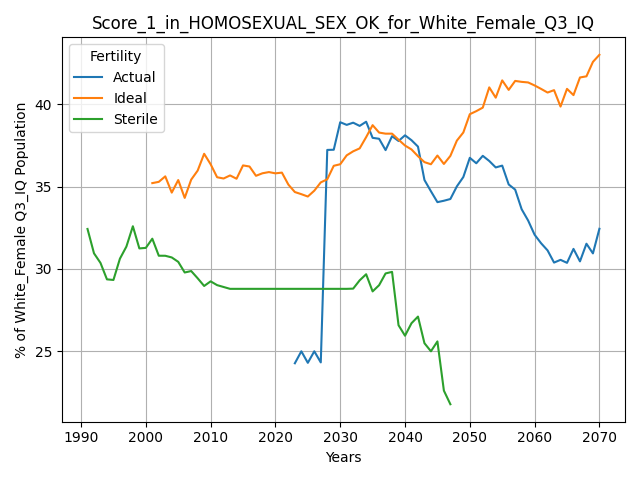 Score_1_in_HOMOSEXUAL_SEX_OK_for_White_Female_Q3_IQ
Fertility
Actual
Ideal
Sterile
% of White_Female Q3_IQ Population
40
35
30
25
1990 2000 2010 2020 2030 2040 2050 2060 2070
Years